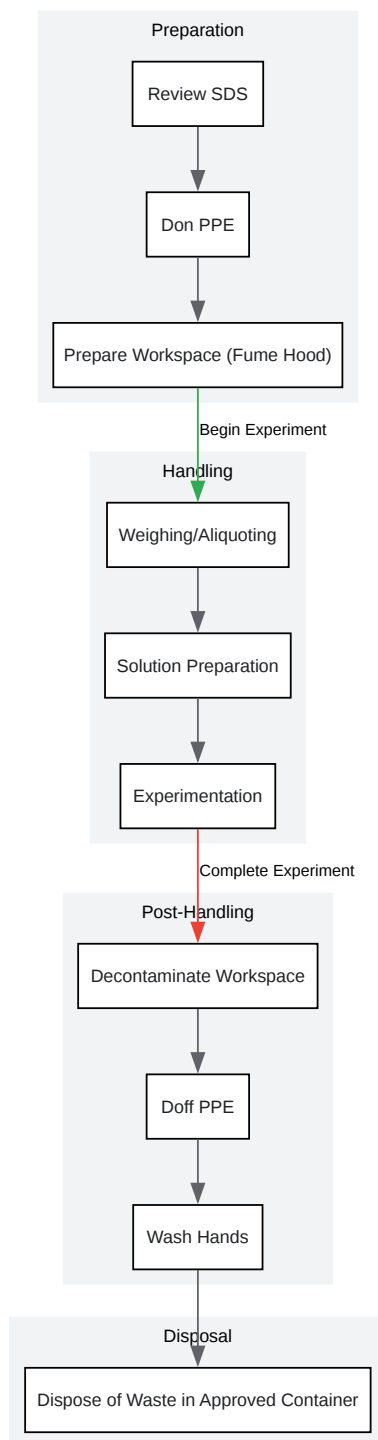 Preparation
Review SDS
Don PPE
Prepare Workspace (Fume Hood)
Begin Experiment
Handling
Weighing/Aliquoting
Solution Preparation
Experimentation
Complete Experiment
Post-Handling
Decontaminate Workspace
Doff PPE
Wash Hands
Disposal
Dispose of Waste in Approved Container